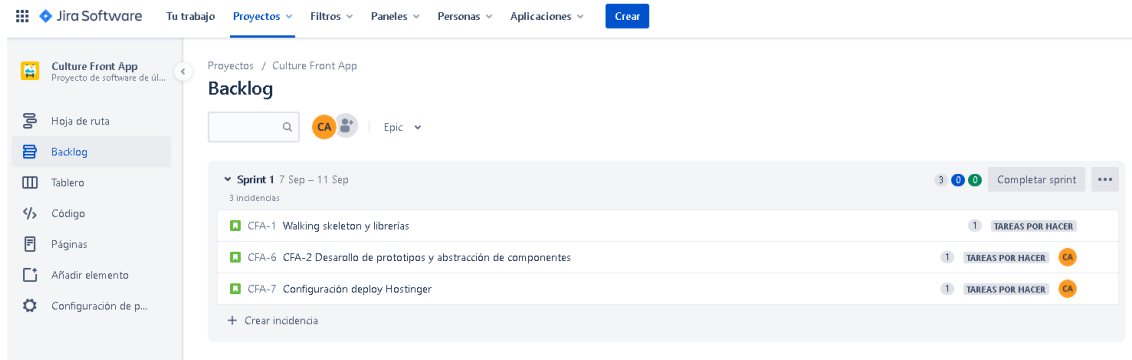 Jira Software Tu trabajo Proyectos Filtros Paneles Personas Aplicaciones Crear
Culture Front App
Proyecto de software de úl...
Hoja de ruta
Backlog
Tablero
Código
Páginas
Añadir elemento
Configuración de p...
Proyectos / Culture Front App
Backlog
CA Epic
Sprint 1 7 Sep – 11 Sep 3 0 0 Completar sprint
3 incidencias
CFA-1 Walking skeleton y librerías 1 TAREAS POR HACER
CFA-6 CFA-2 Desarollo de prototipos y abstracción de componentes 1 TAREAS POR HACER CA
CFA-7 Configuración deploy Hostinger 1 TAREAS POR HACER CA
+ Crear incidencia